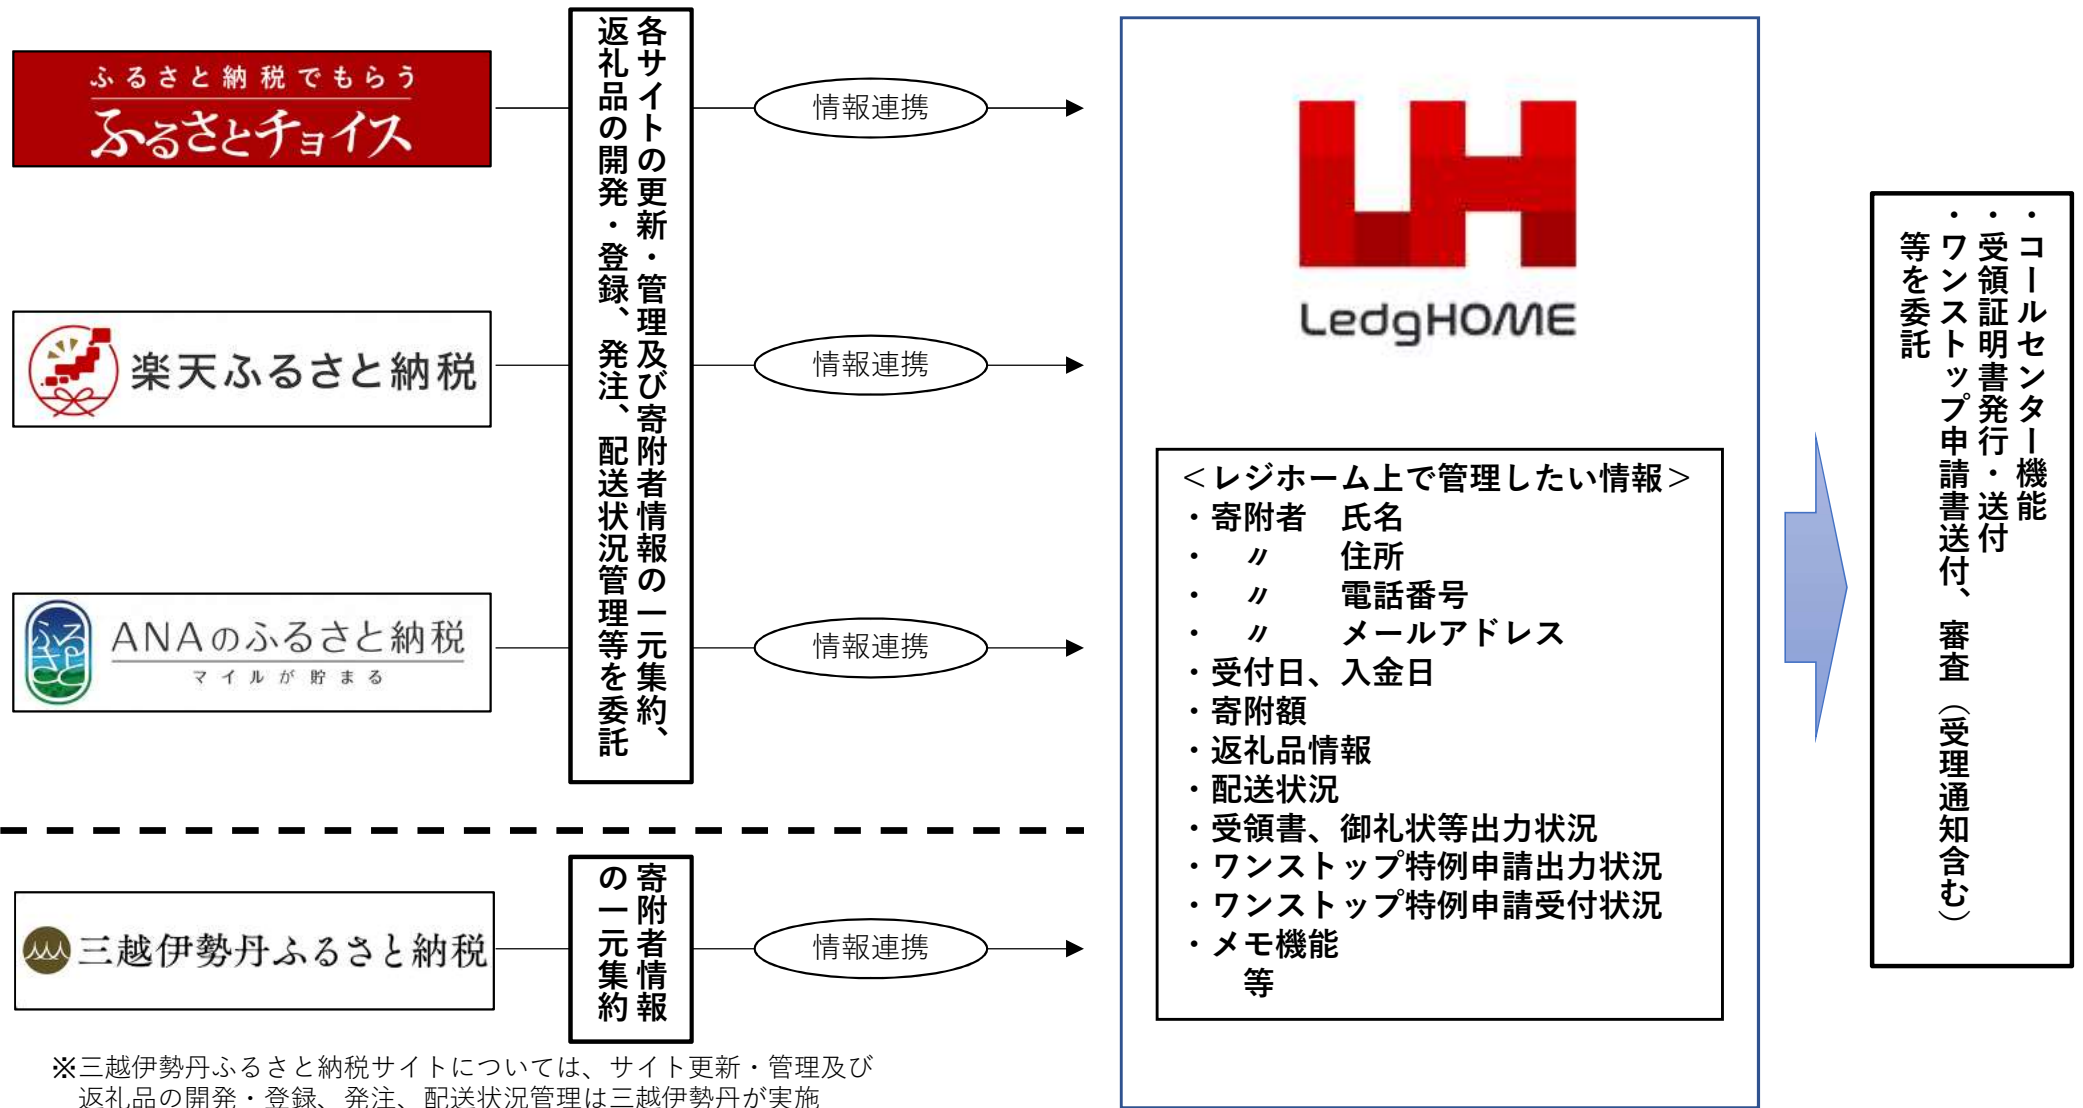 ふるさと納税でもらう
ふるさとチョイス
楽天ふるさと納税
ふるさと
ANAのふるさと納税
マイルが貯まる
各サイトの更新・管理及び寄附者情報の一元集約、
返礼品の開発・登録、発注、配送状況管理等を委託
情報連携
情報連携
情報連携
三越伊勢丹ふるさと納税
寄附者情報
の一元集約
情報連携
※三越伊勢丹ふるさと納税サイトについては、サイト更新・管理及び
返礼品の開発・登録、発注、配送状況管理は三越伊勢丹が実施
LedgHOME
＜レジホーム上で管理したい情報＞
・寄附者　氏名
・　〃　　住所
・　〃　　電話番号
・　〃　　メールアドレス
・受付日、入金日
・寄附額
・返礼品情報
・配送状況
・受領書、御礼状等出力状況
・ワンストップ特例申請出力状況
・ワンストップ特例申請受付状況
・メモ機能
等
・コールセンター機能
・受領証明書発行・送付
・ワンストップ申請書送付、審査（受理通知含む）
等を委託